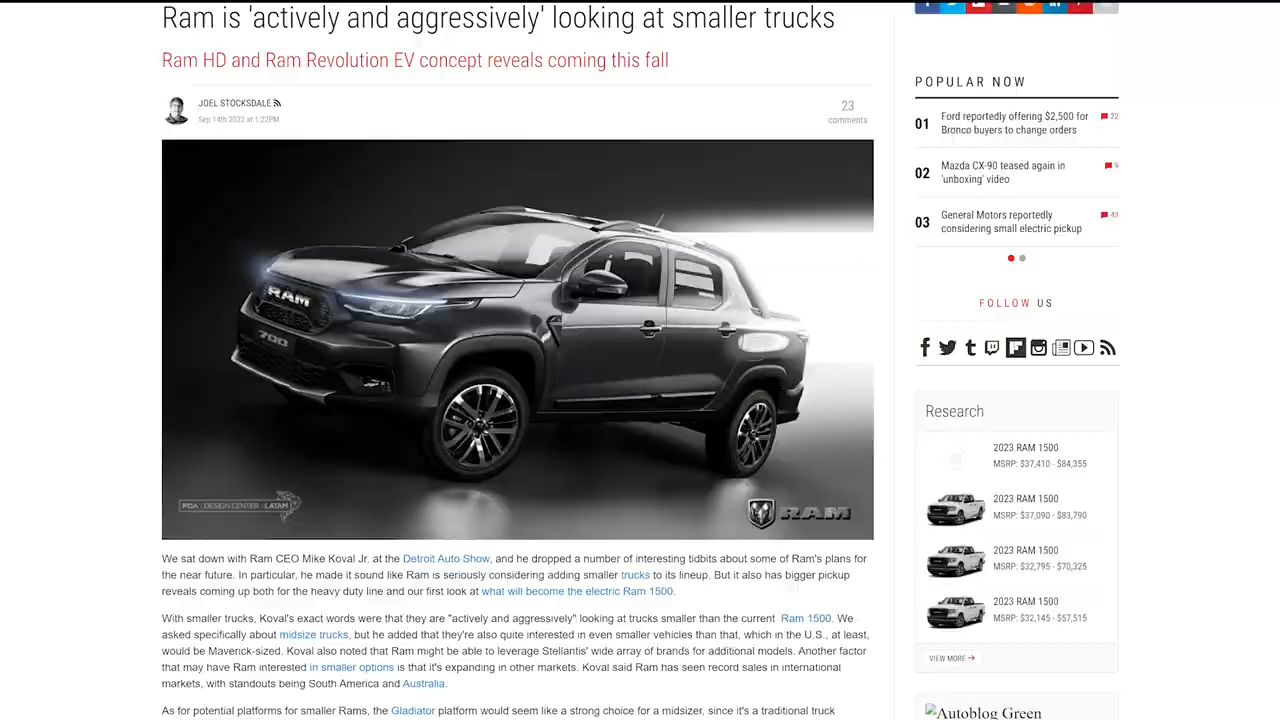 Ram is 'actively and aggressively' looking at smaller trucks
Ram HD and Ram Revolution EV concept reveals coming this fall
JOEL STOCKSDALE
Sep 14th 2022 at 1:22PM
23
comments
RAM
700
FCA | DESIGN CENTER | LATAM
RAM
We sat down with Ram CEO Mike Koval Jr. at the Detroit Auto Show, and he dropped a number of interesting tidbits about some of Ram's plans for
the near future. In particular, he made it sound like Ram is seriously considering adding smaller trucks to its lineup. But it also has bigger pickup
reveals coming up both for the heavy duty line and our first look at what will become the electric Ram 1500.
With smaller trucks, Koval's exact words were that they are "actively and aggressively" looking at trucks smaller than the current Ram 1500. We
asked specifically about midsize trucks, but he added that they're also quite interested in even smaller vehicles than that, which in the U.S., at least,
would be Maverick-sized. Koval also noted that Ram might be able to leverage Stellantis' wide array of brands for additional models. Another factor
that may have Ram interested in smaller options is that it's expanding in other markets. Koval said Ram has seen record sales in international
markets, with standouts being South America and Australia.
As for potential platforms for smaller Rams, the Gladiator platform would seem like a strong choice for a midsizer, since it's a traditional truck
POPULAR NOW
01 Ford reportedly offering $2,500 for 22
Bronco buyers to change orders
02 Mazda CX-90 teased again in
'unboxing' video
03 General Motors reportedly 43
considering small electric pickup
FOLLOW US
Research
2023 RAM 1500
MSRP: $37,410 - $84,355
2023 RAM 1500
MSRP: $37,090 - $83,790
2023 RAM 1500
MSRP: $32,795 - $70,325
2023 RAM 1500
MSRP: $32,145 - $57,515
VIEW MORE
Autoblog Green